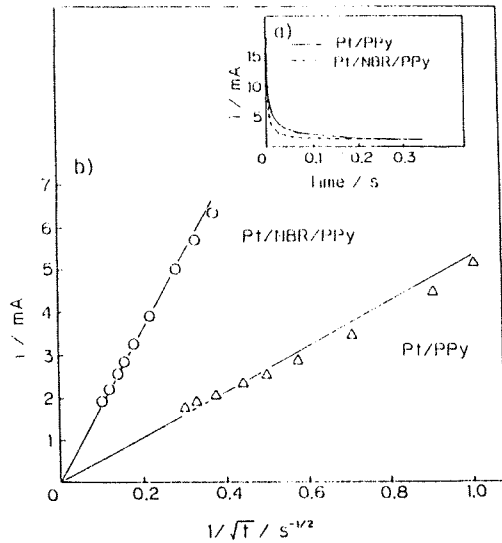 a)
Pt/PPy
Pt/NBR/PPy
15
10
5
i / mA
0 0.1 0.2 0.3
Time / s
b)
7
6
5
4
3
2
1
i / mA
Pt/NBR/PPy
Pt/PPy
0 0.2 0.4 0.6 0.8 1.0
1/√t / s⁻¹/²